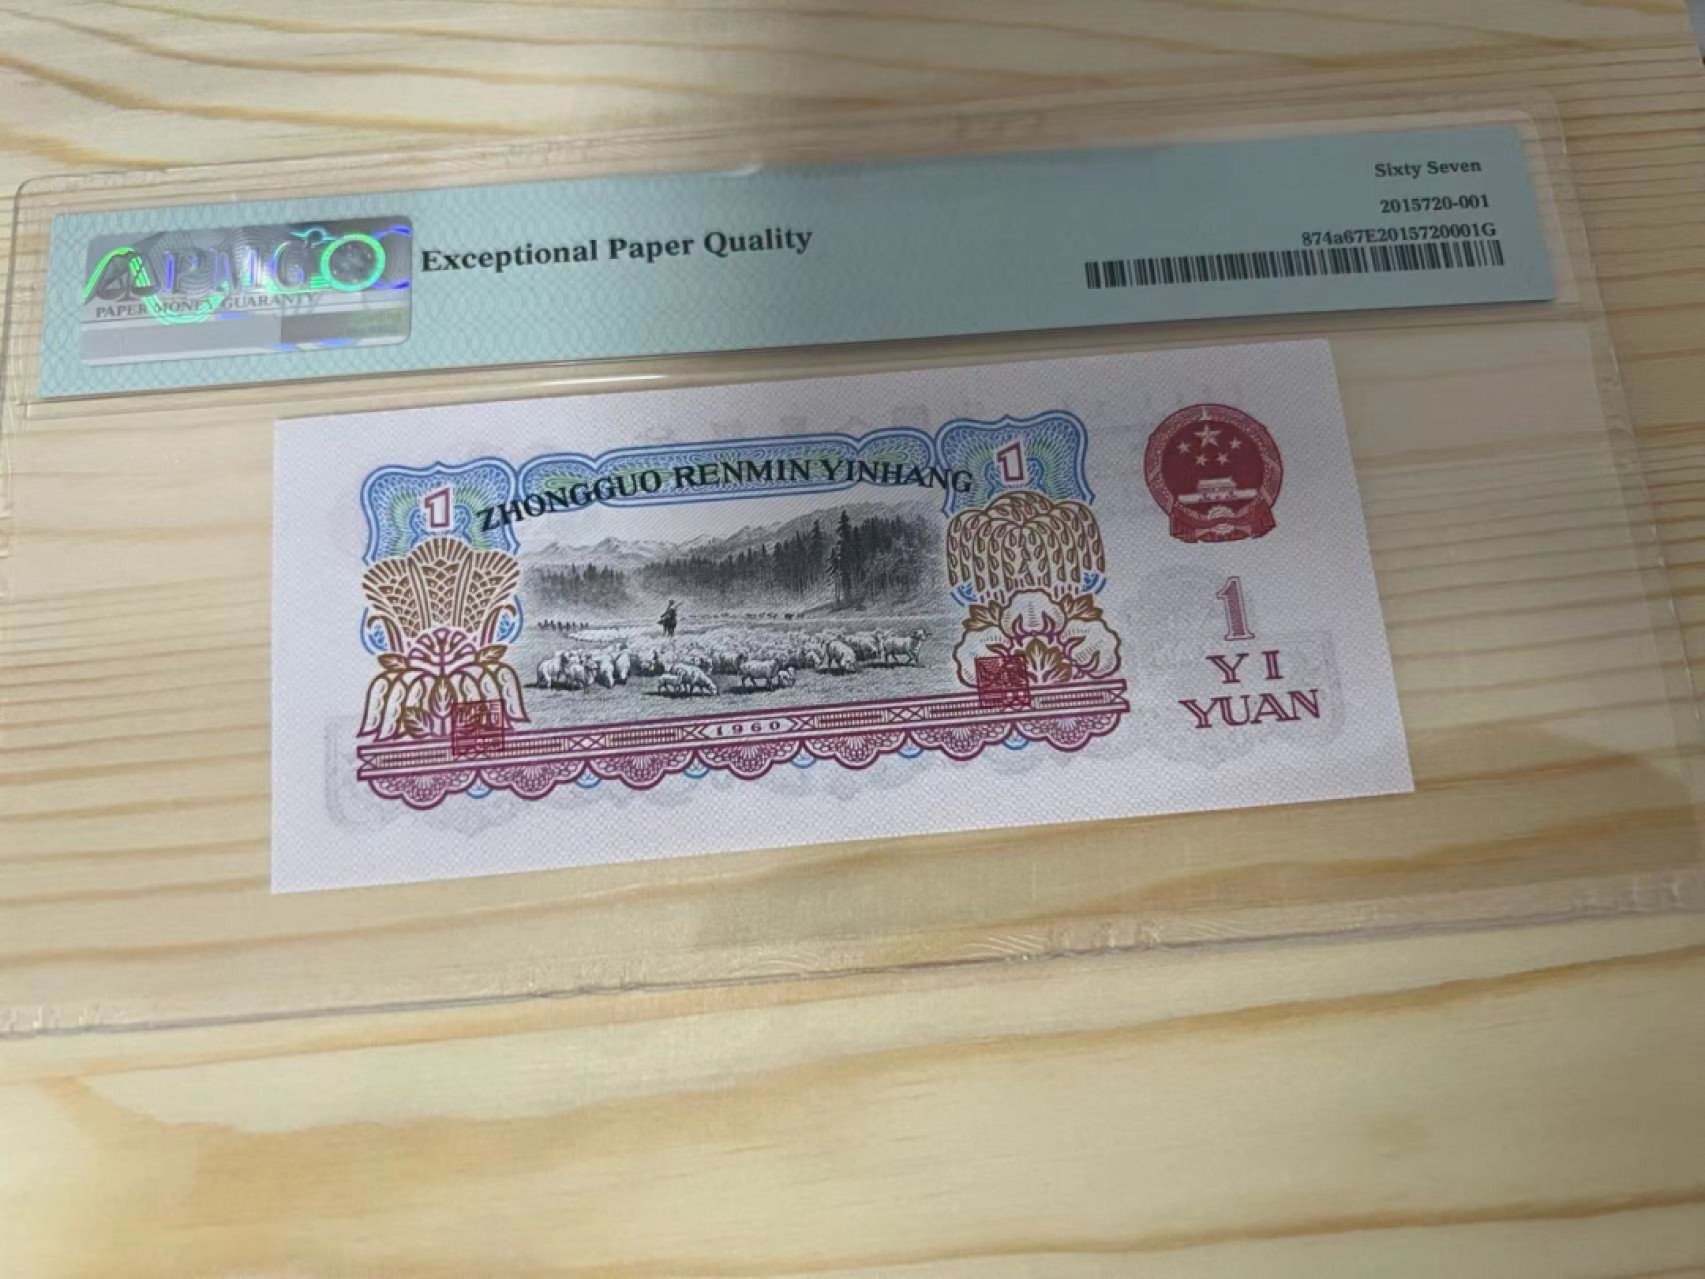 Sixty Seven
2015720-001
874a67E2015720001G
PMG
PAPER MONEY GUARANTY
Exceptional Paper Quality
1
ZHONGGUO RENMIN YINHANG
1
1960
1
YI
YUAN